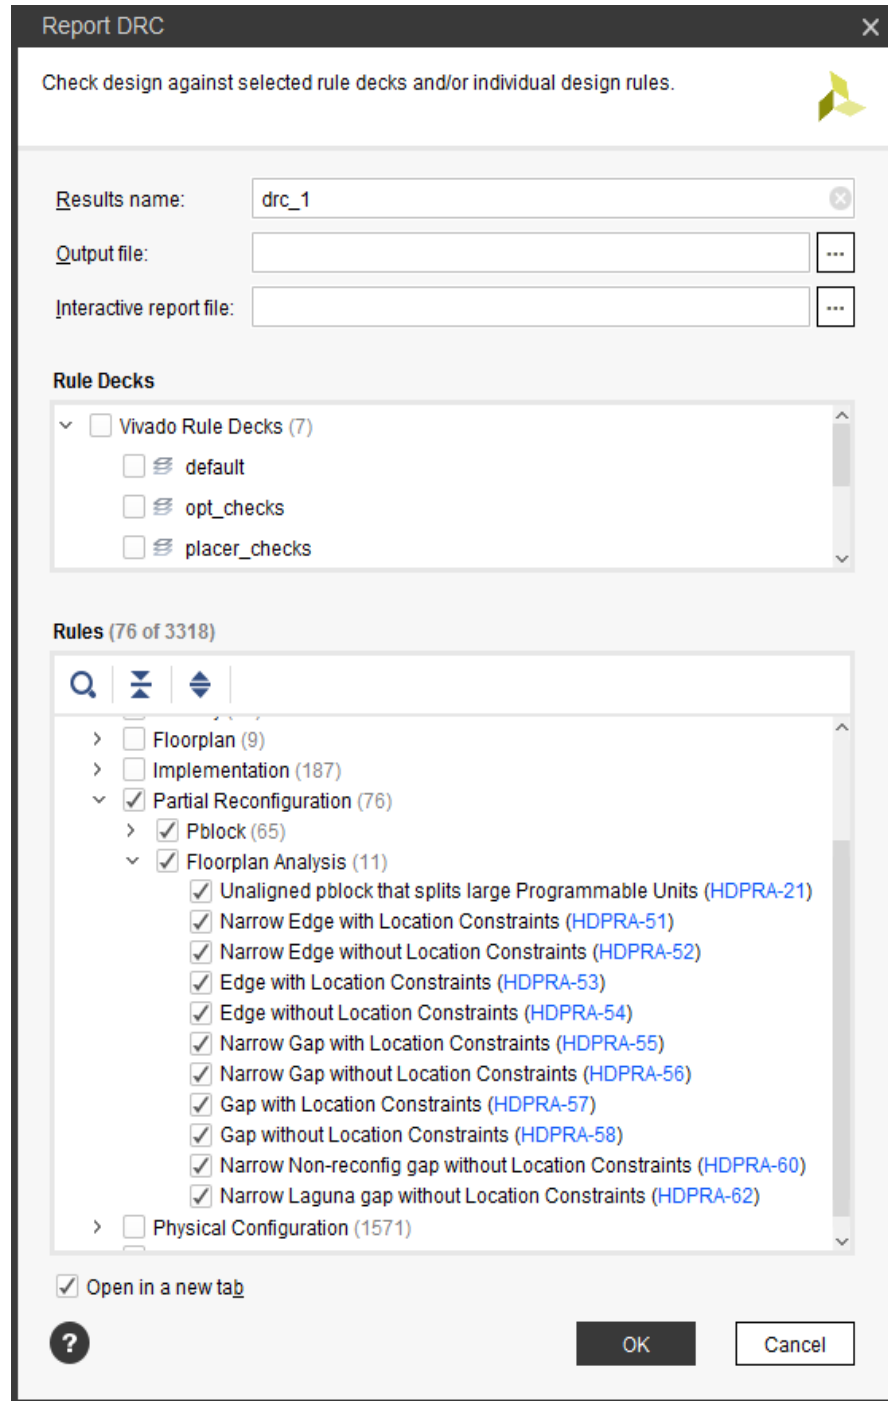 Report DRC
Check design against selected rule decks and/or individual design rules.
Results name: drc_1
Output file: ...
Interactive report file: ...
Rule Decks
Vivado Rule Decks (7)
default
opt_checks
placer_checks
Rules (76 of 3318)
Floorplan (9)
Implementation (187)
Partial Reconfiguration (76)
Pblock (65)
Floorplan Analysis (11)
Unaligned pblock that splits large Programmable Units (HDPRA-21)
Narrow Edge with Location Constraints (HDPRA-51)
Narrow Edge without Location Constraints (HDPRA-52)
Edge with Location Constraints (HDPRA-53)
Edge without Location Constraints (HDPRA-54)
Narrow Gap with Location Constraints (HDPRA-55)
Narrow Gap without Location Constraints (HDPRA-56)
Gap with Location Constraints (HDPRA-57)
Gap without Location Constraints (HDPRA-58)
Narrow Non-reconfig gap without Location Constraints (HDPRA-60)
Narrow Laguna gap without Location Constraints (HDPRA-62)
Physical Configuration (1571)
Open in a new tab
? OK Cancel